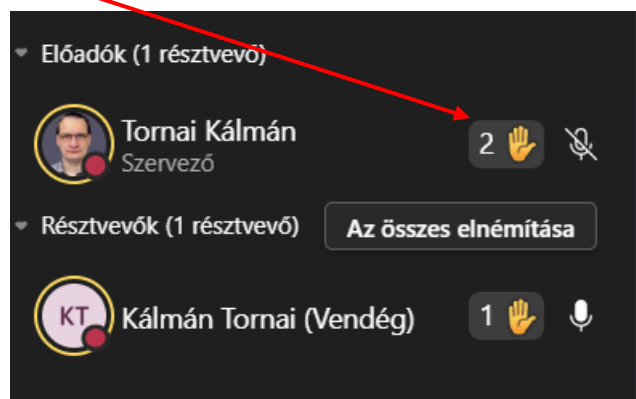 Előadók (1 résztvevő)
Tornai Kálmán
2
Szervező
Résztvevők (1 résztvevő)
Az összes elnémítása
KT
Kálmán Tornai (Vendég)
1